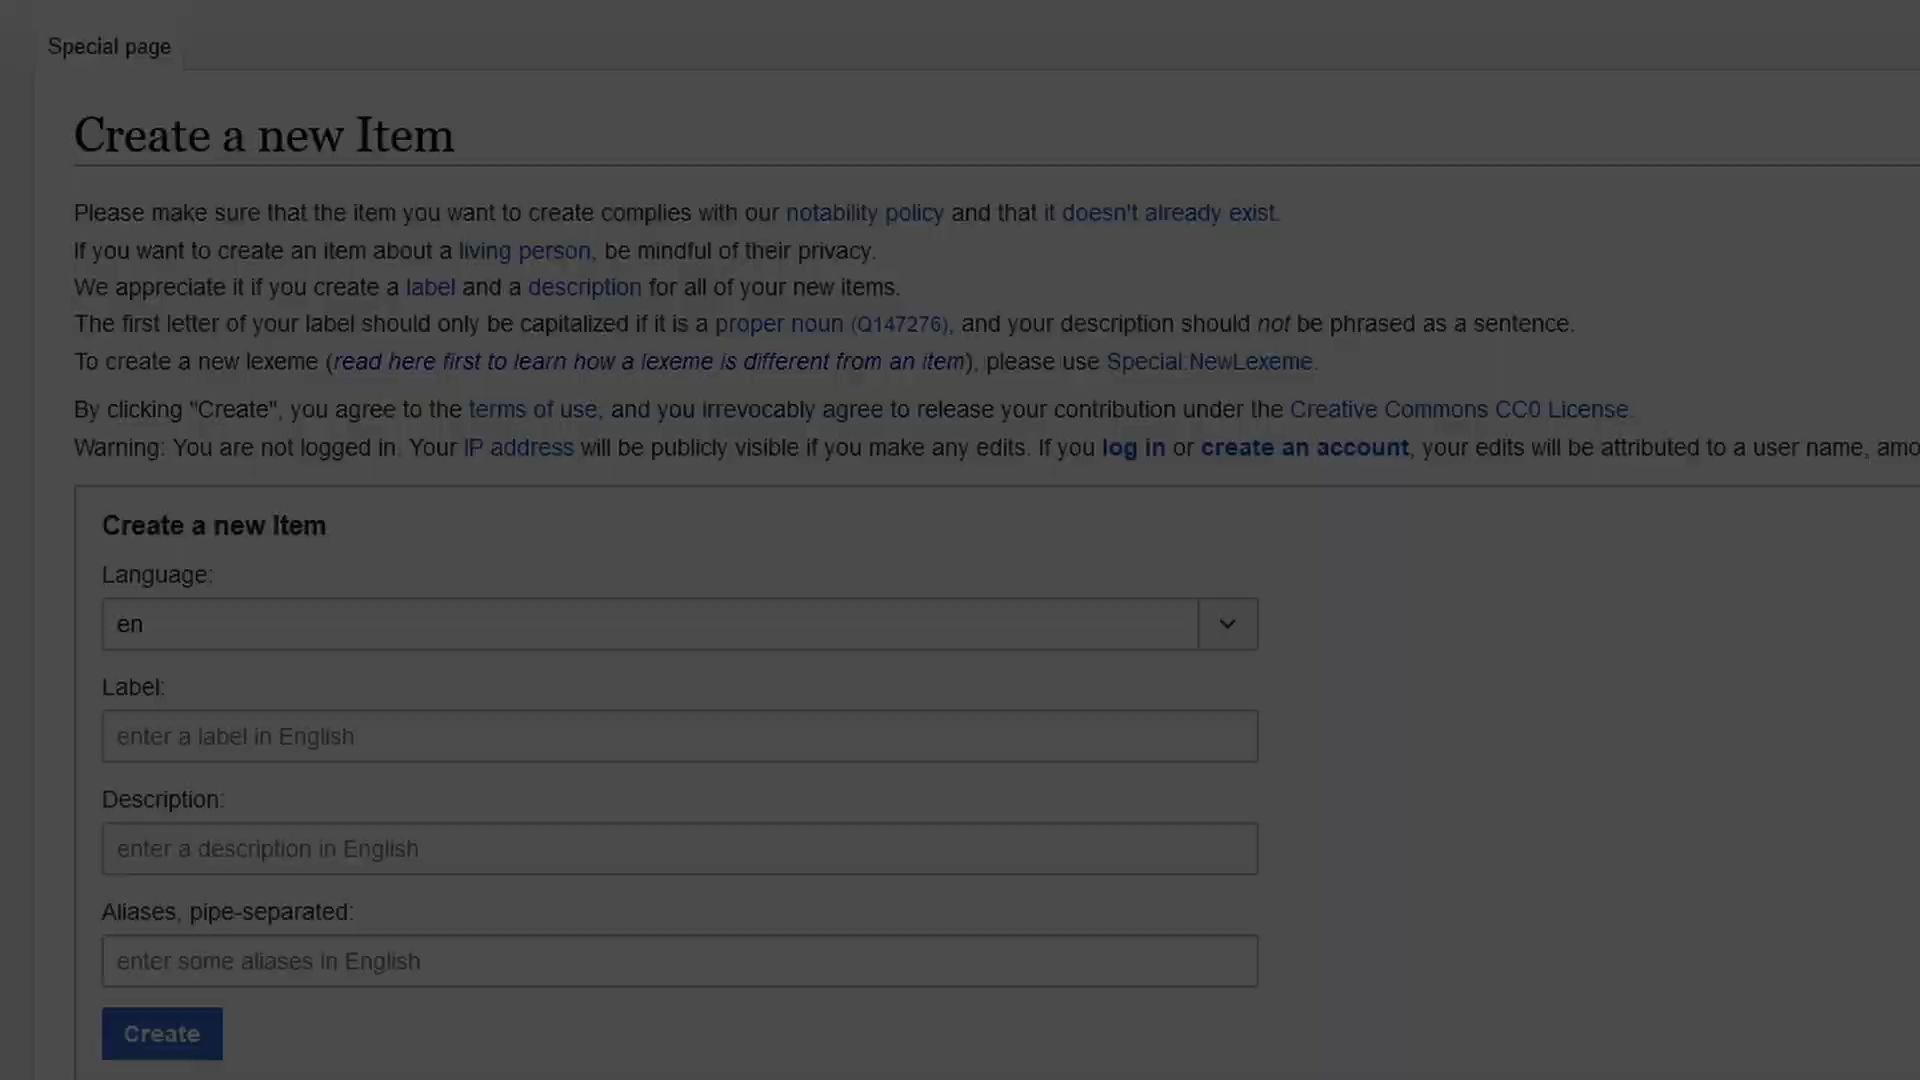 Special page
Create a new Item
Please make sure that the item you want to create complies with our notability policy and that it doesn't already exist.
If you want to create an item about a living person, be mindful of their privacy.
We appreciate it if you create a label and a description for all of your new items.
The first letter of your label should only be capitalized if it is a proper noun (Q147276), and your description should not be phrased as a sentence.
To create a new lexeme (read here first to learn how a lexeme is different from an item), please use Special:NewLexeme.
By clicking "Create", you agree to the terms of use, and you irrevocably agree to release your contribution under the Creative Commons CC0 License.
Warning: You are not logged in. Your IP address will be publicly visible if you make any edits. If you log in or create an account, your edits will be attributed to a user name, amo
Create a new Item
Language:
en
Label:
enter a label in English
Description:
enter a description in English
Aliases, pipe-separated:
enter some aliases in English
Create